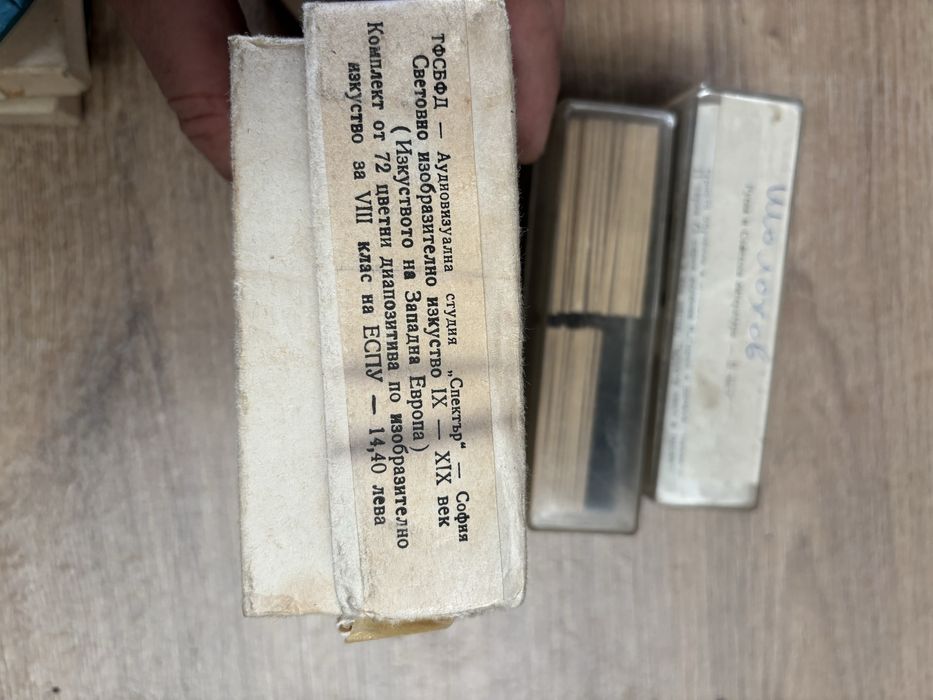 ТФСБФД — Аудиовизуална студия „Спектър“ — София
Световно изобразително изкуство IX — XIX век
(Изкуството на Западна Европа)
Комплект от 72 цветни диапозитива по изобразително
изкуство за VIII клас на ЕСПУ — 14,40 лева
Шолохов